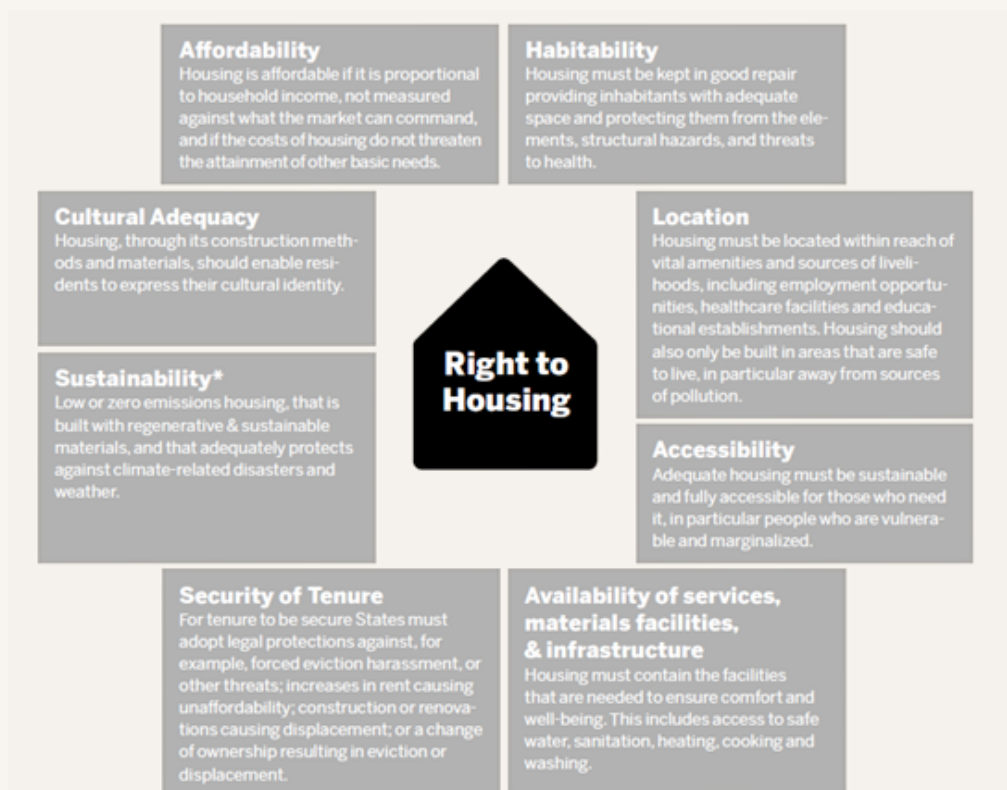 Affordability
Housing is affordable if it is proportional
to household income, not measured
against what the market can command,
and if the costs of housing do not threaten
the attainment of other basic needs.
Habitability
Housing must be kept in good repair
providing inhabitants with adequate
space and protecting them from the ele-
ments, structural hazards, and threats
to health.
Cultural Adequacy
Housing, through its construction meth-
ods and materials, should enable resi-
dents to express their cultural identity.
Location
Housing must be located within reach of
vital amenities and sources of liveli-
hoods, including employment opportu-
nities, healthcare facilities and educa-
tional establishments. Housing should
also only be built in areas that are safe
to live, in particular away from sources
of pollution.
Right to
Housing
Sustainability*
Low or zero emissions housing, that is
built with regenerative & sustainable
materials, and that adequately protects
against climate-related disasters and
weather.
Accessibility
Adequate housing must be sustainable
and fully accessible for those who need
it, in particular people who are vulnera-
ble and marginalized.
Security of Tenure
For tenure to be secure States must
adopt legal protections against, for
example, forced eviction harassment, or
other threats; increases in rent causing
unaffordability; construction or renova-
tions causing displacement; or a change
of ownership resulting in eviction or
displacement.
Availability of services,
materials facilities,
& infrastructure
Housing must contain the facilities
that are needed to ensure comfort and
well-being. This includes access to safe
water, sanitation, heating, cooking and
washing.